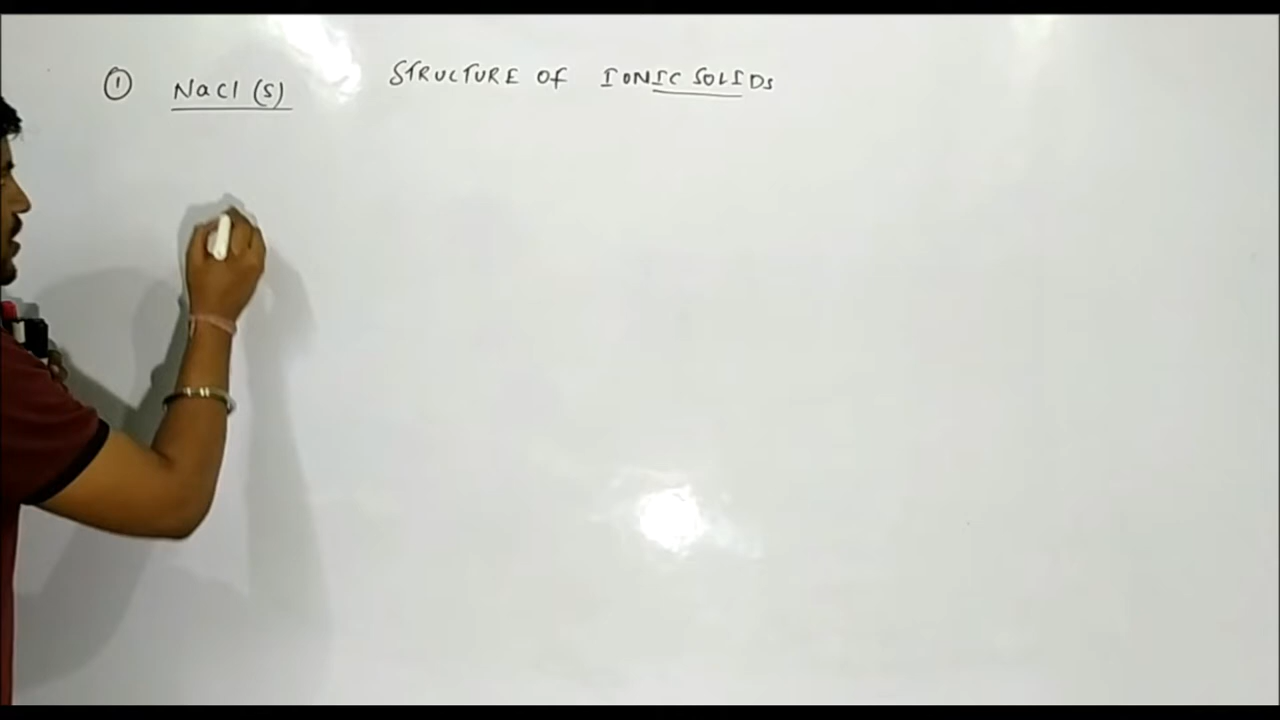 STRUCTURE OF IONIC SOLIDS
① NaCl (s)